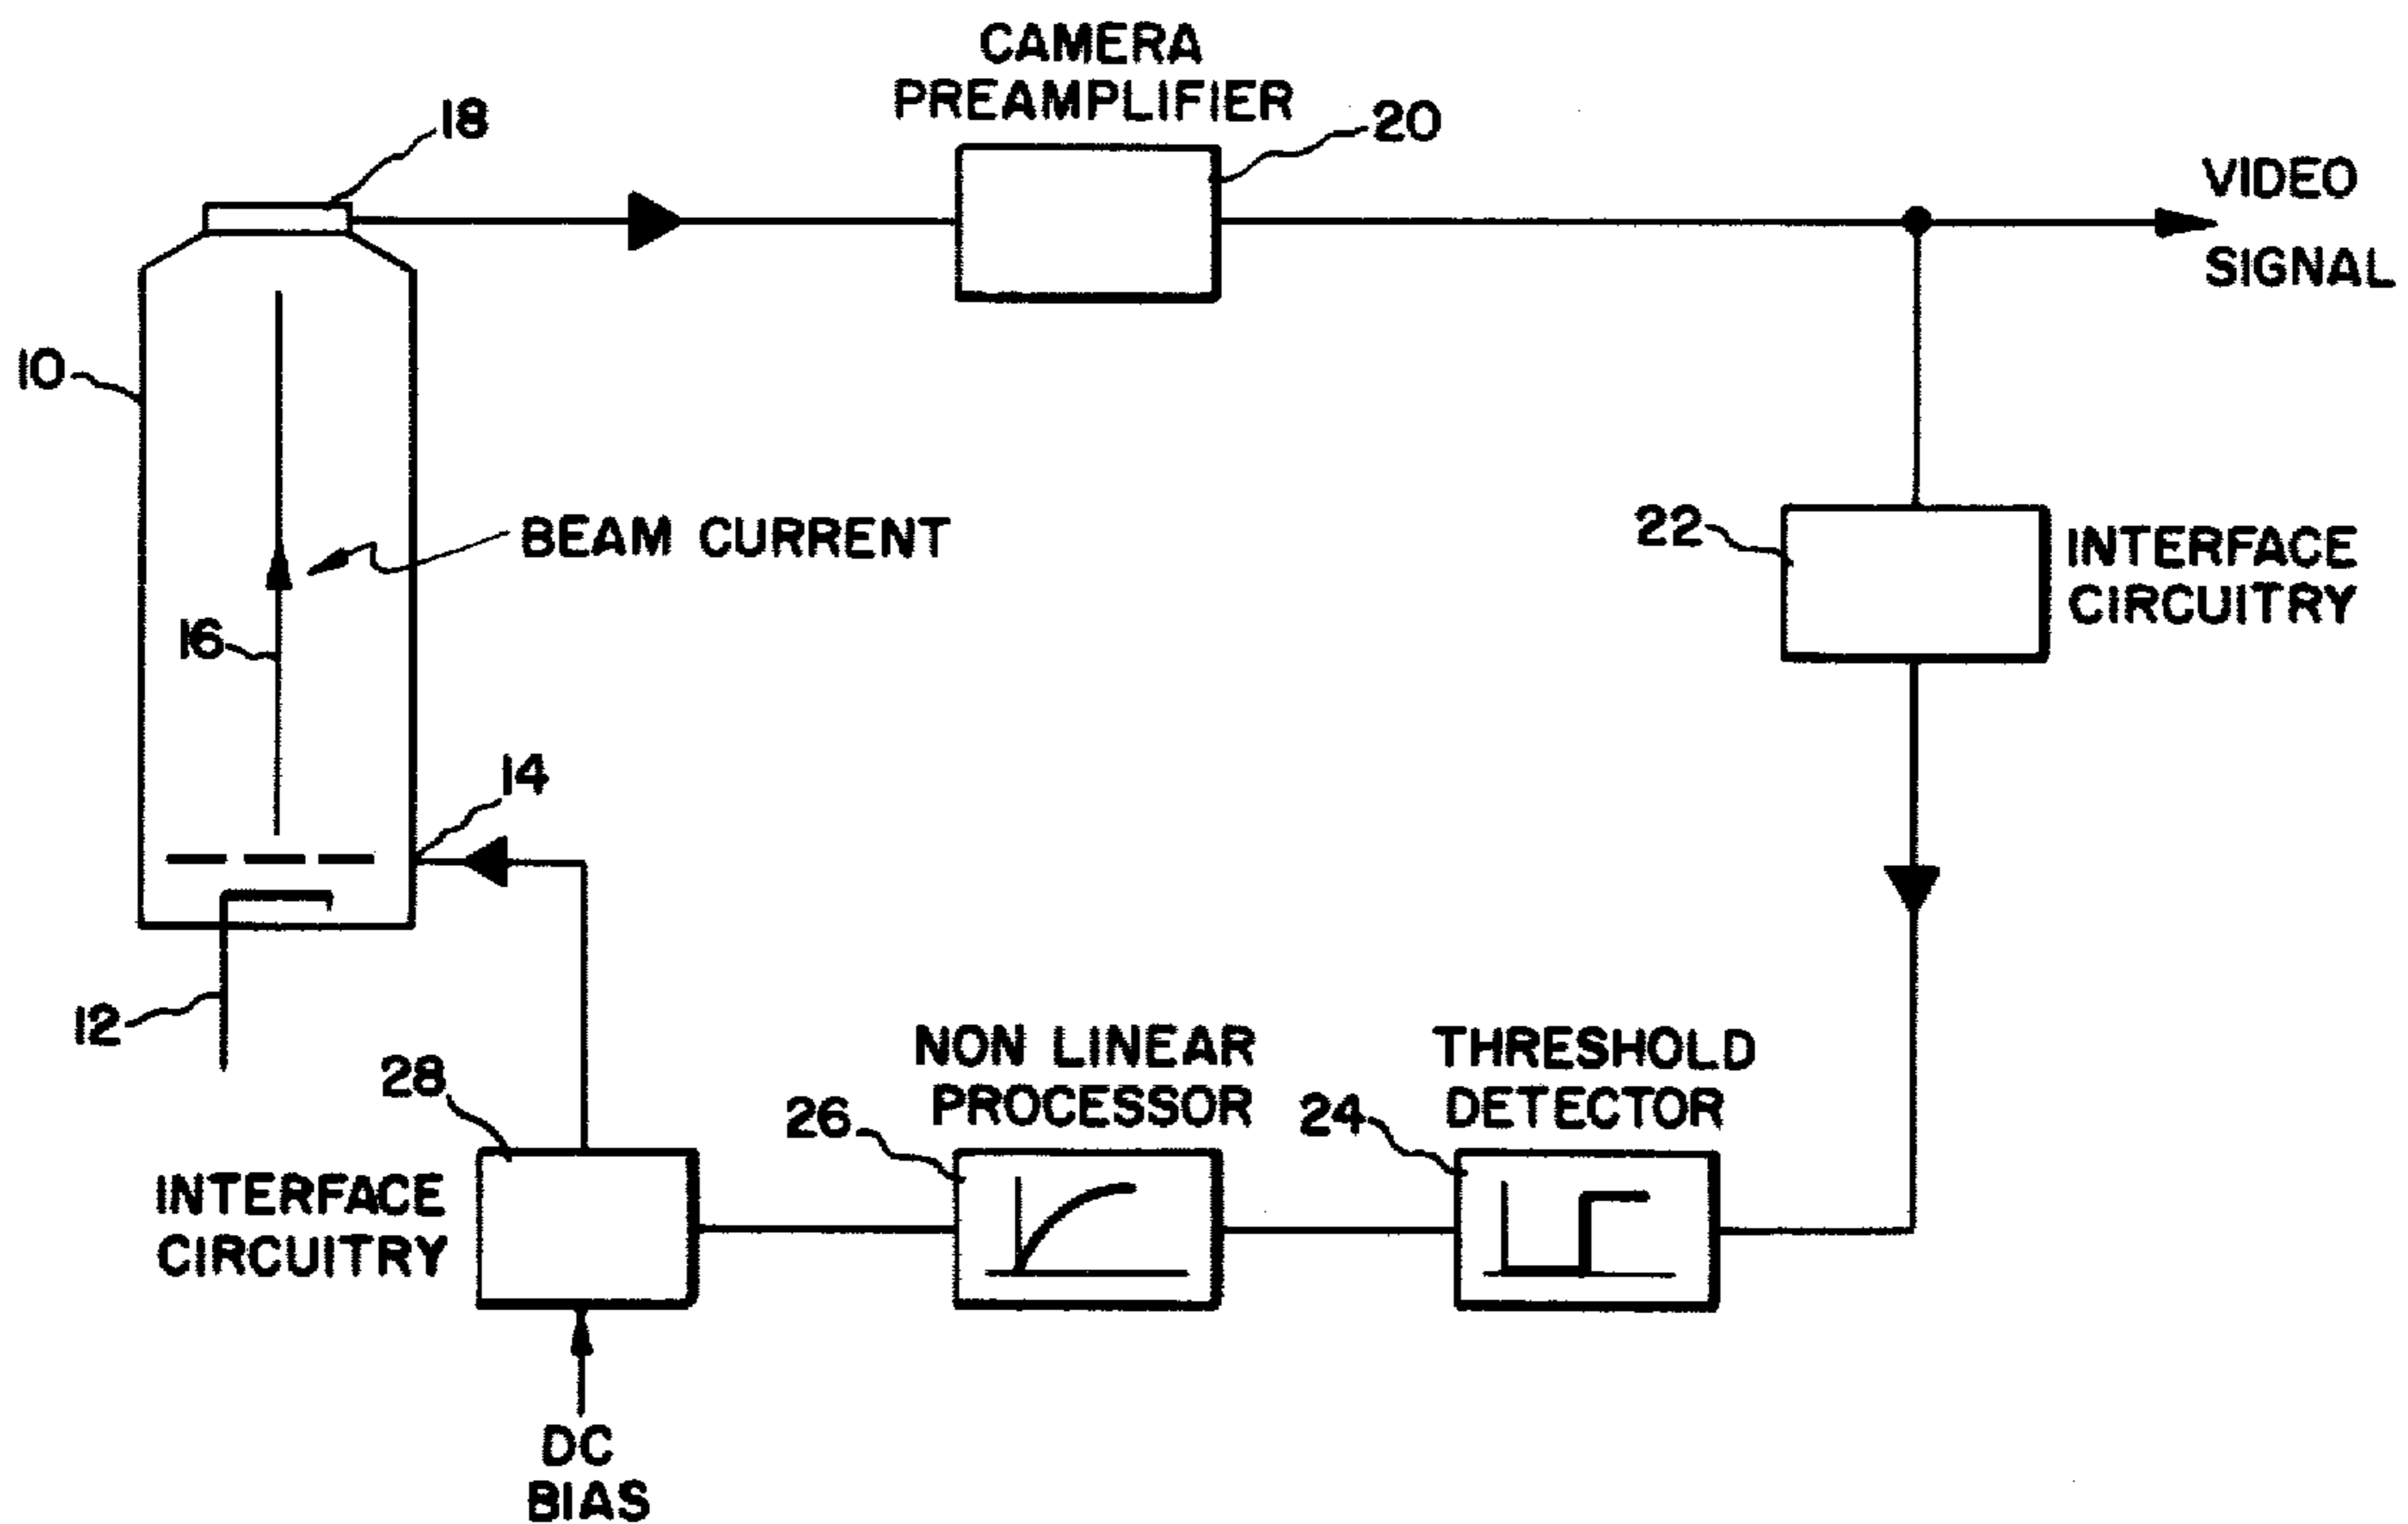 CAMERA
PREAMPLIFIER
18
20
VIDEO
SIGNAL
10
BEAM CURRENT
22
INTERFACE
CIRCUITRY
16
14
12
28
NON LINEAR
PROCESSOR
26
THRESHOLD
DETECTOR
24
INTERFACE
CIRCUITRY
DC
BIAS